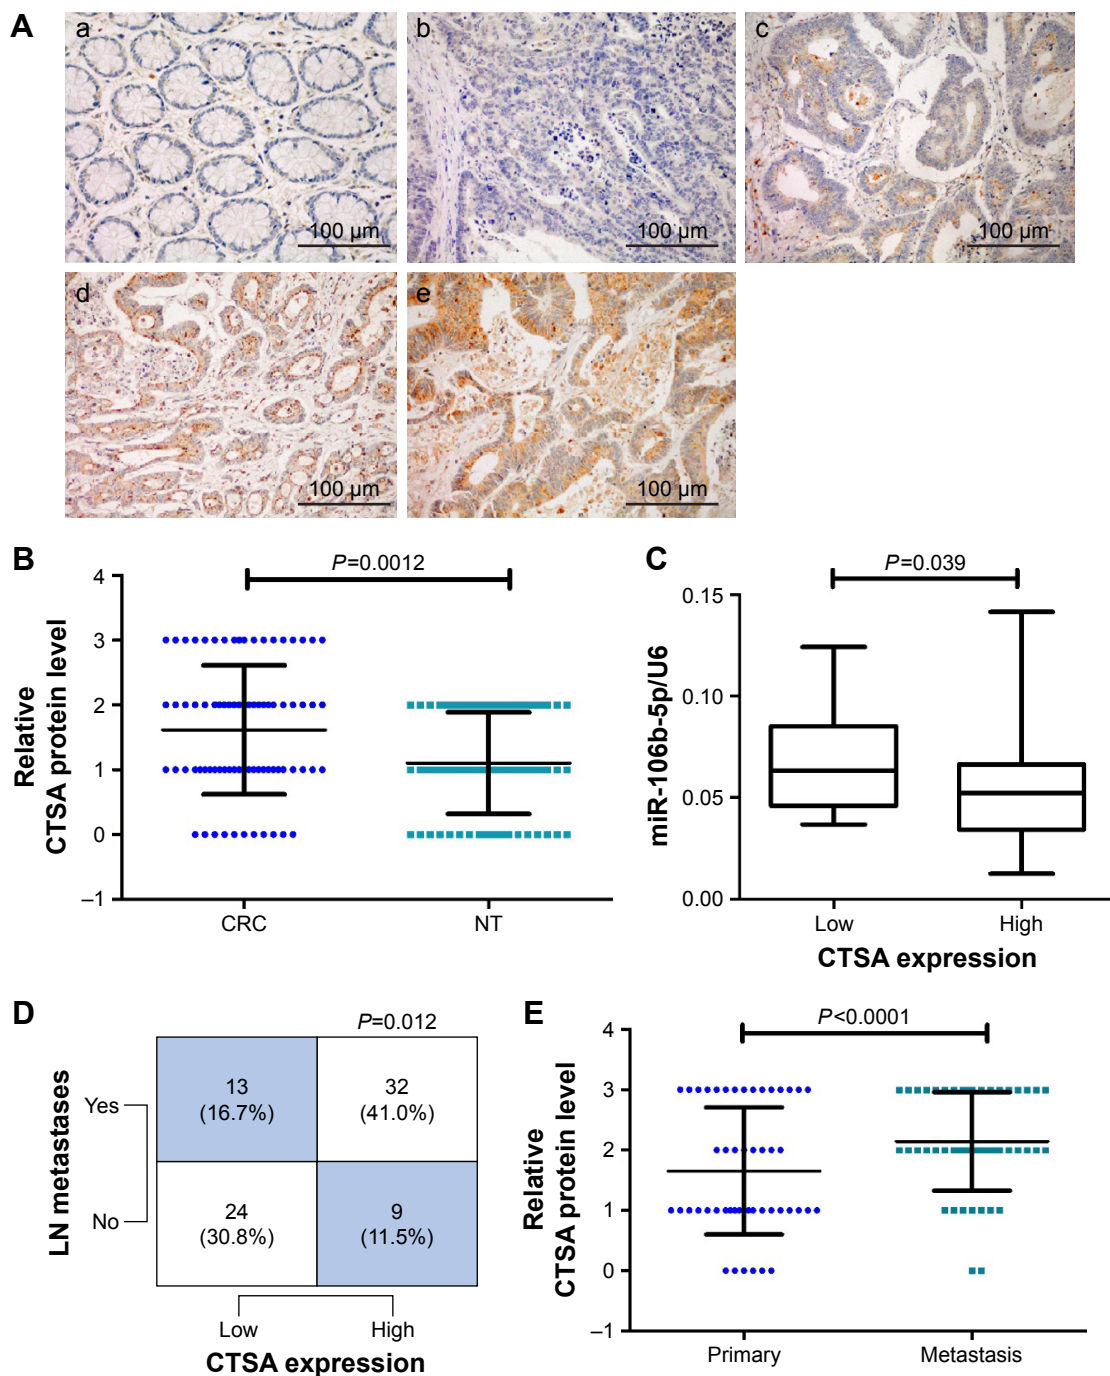 A
a
b
c
100 µm
100 µm
100 µm
d
e
100 µm
100 µm
B
P=0.0012
Relative
CTSA protein level
4
3
2
1
0
–1
CRC
NT
C
P=0.039
miR-106b-5p/U6
0.15
0.10
0.05
0.00
Low
High
CTSA expression
D
P=0.012
LN metastases
Yes
No
13
(16.7%)
32
(41.0%)
24
(30.8%)
9
(11.5%)
Low
High
CTSA expression
E
P<0.0001
Relative
CTSA protein level
4
3
2
1
0
–1
Primary
Metastasis